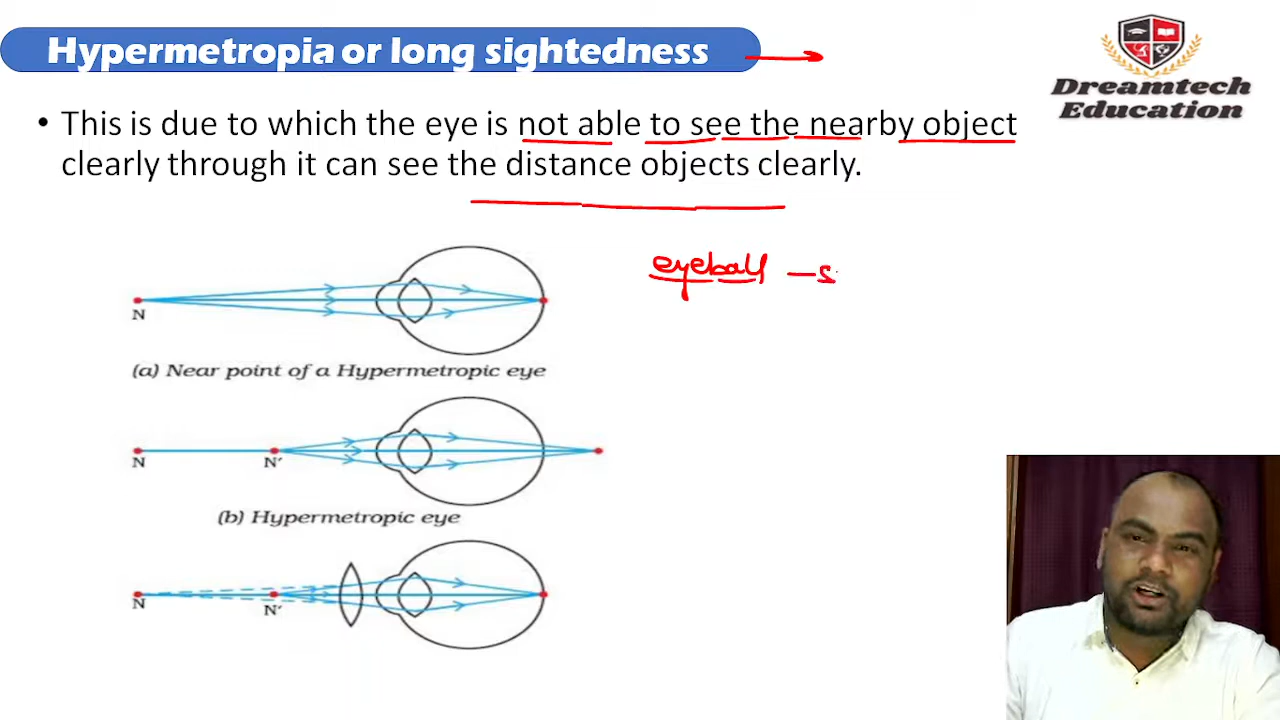 Hypermetropia or long sightedness
Dreamtech
Education
• This is due to which the eye is not able to see the nearby object
clearly through it can see the distance objects clearly.
eyeball – s
N
(a) Near point of a Hypermetropic eye
N N′
(b) Hypermetropic eye
N N′